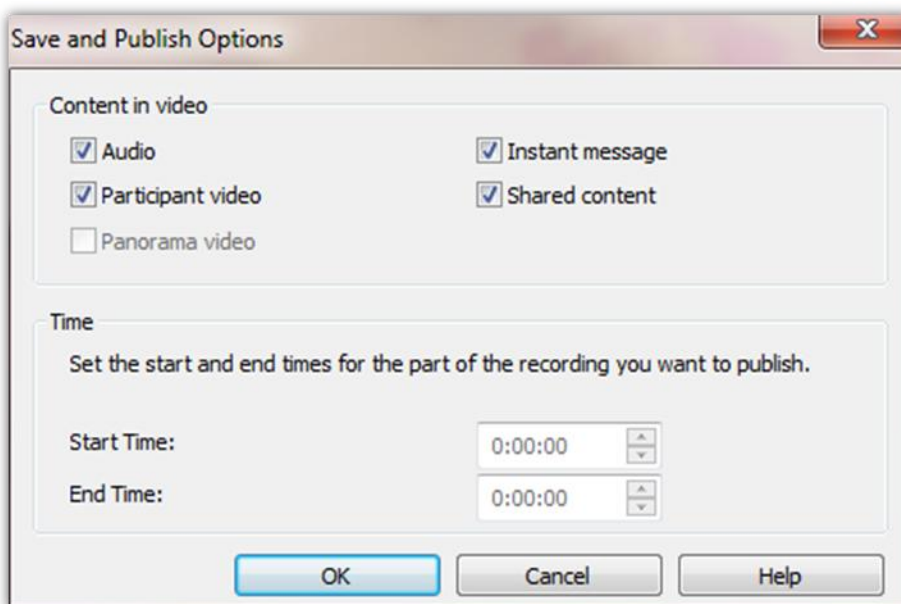 Save and Publish Options
Content in video
Audio
Instant message
Participant video
Shared content
Panorama video
Time
Set the start and end times for the part of the recording you want to publish.
Start Time:
0:00:00
End Time:
0:00:00
OK
Cancel
Help